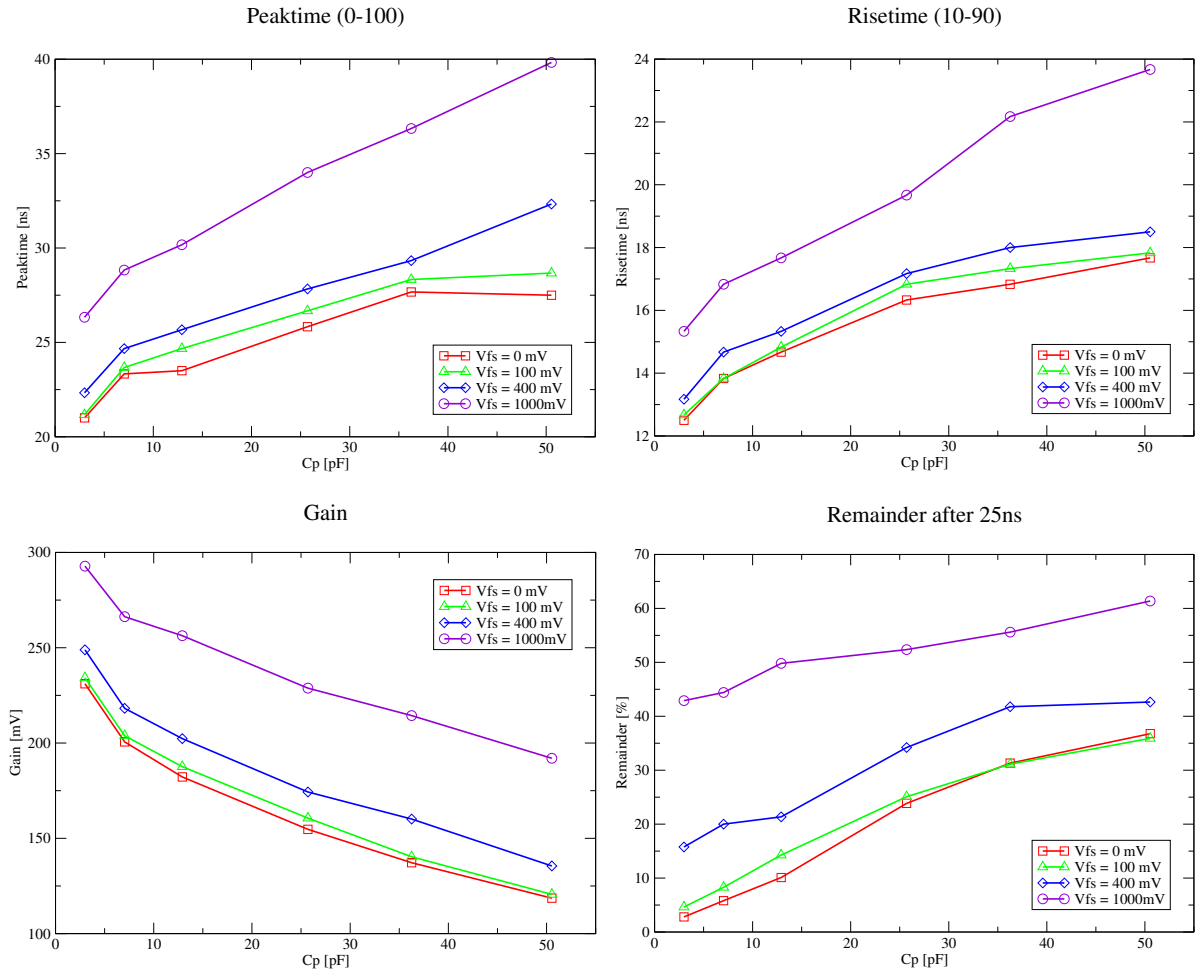 Peaktime (0-100)
40
35
30
25
20
Peaktime [ns]
0 10 20 30 40 50
Cp [pF]
Vfs = 0 mV
Vfs = 100 mV
Vfs = 400 mV
Vfs = 1000mV
Risetime (10-90)
24
22
20
18
16
14
12
Risetime [ns]
0 10 20 30 40 50
Cp [pF]
Vfs = 0 mV
Vfs = 100 mV
Vfs = 400 mV
Vfs = 1000mV
Gain
300
250
200
150
100
Gain [mV]
0 10 20 30 40 50
Cp [pF]
Vfs = 0 mV
Vfs = 100 mV
Vfs = 400 mV
Vfs = 1000mV
Remainder after 25ns
70
60
50
40
30
20
10
0
Remainder [%]
0 10 20 30 40 50
Cp [pF]
Vfs = 0 mV
Vfs = 100 mV
Vfs = 400 mV
Vfs = 1000mV